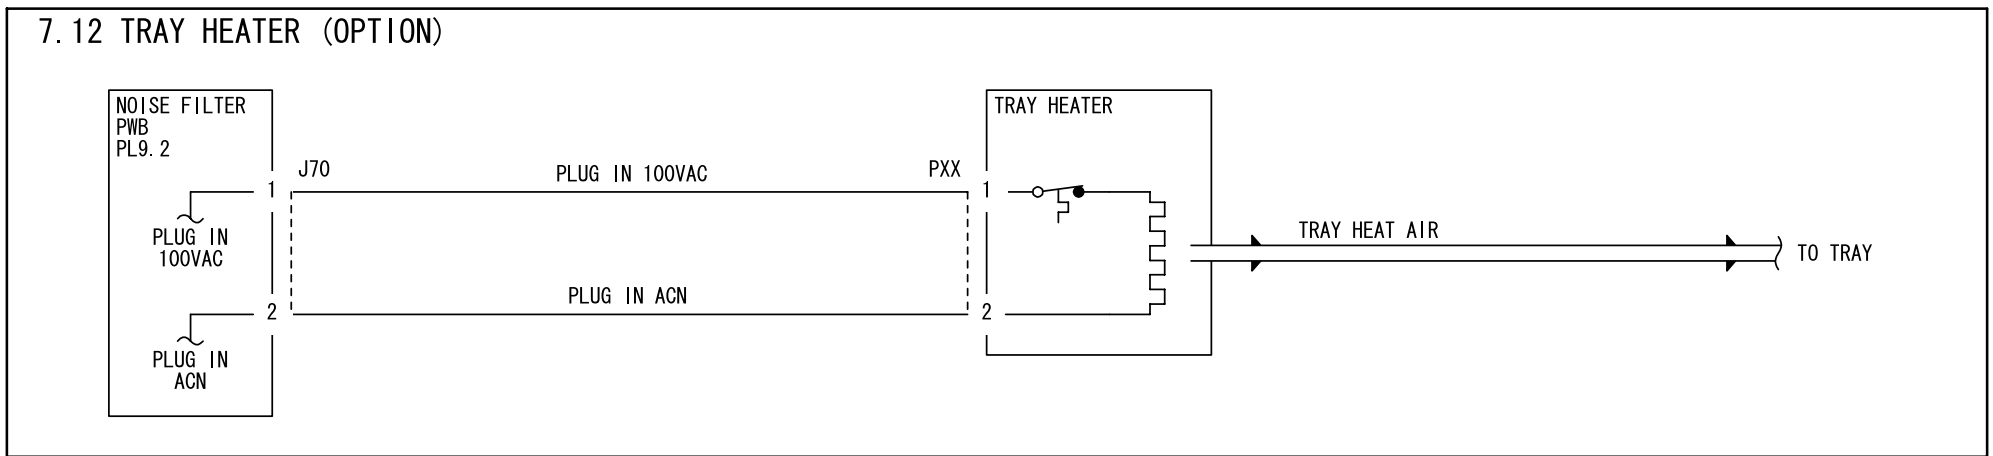 7.12 TRAY HEATER (OPTION)
NOISE FILTER
PWB
PL9.2
J70
1
PLUG IN 100VAC
PXX
1
TRAY HEATER
PLUG IN
100VAC
TRAY HEAT AIR
TO TRAY
2
PLUG IN ACN
2
PLUG IN
ACN